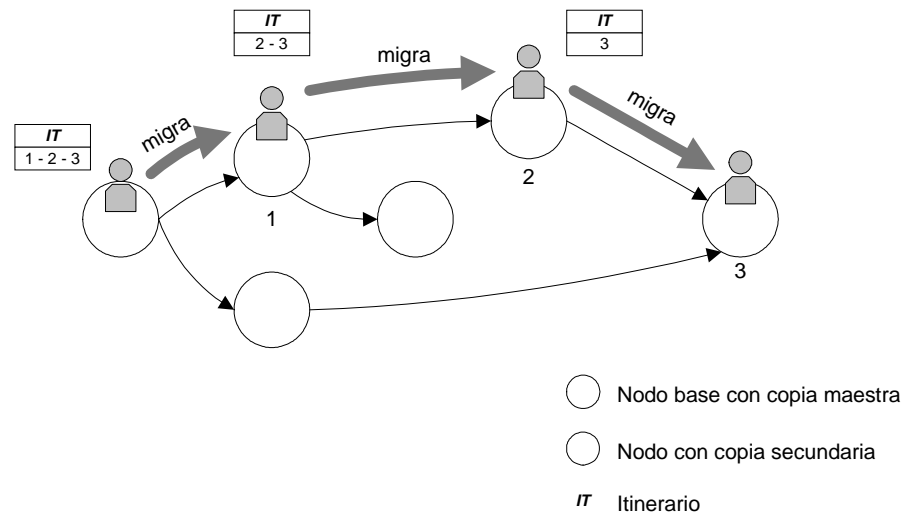 IT
2 - 3
IT
3
migra
migra
migra
IT
1 - 2 - 3
1
2
3
Nodo base con copia maestra
Nodo con copia secundaria
IT Itinerario